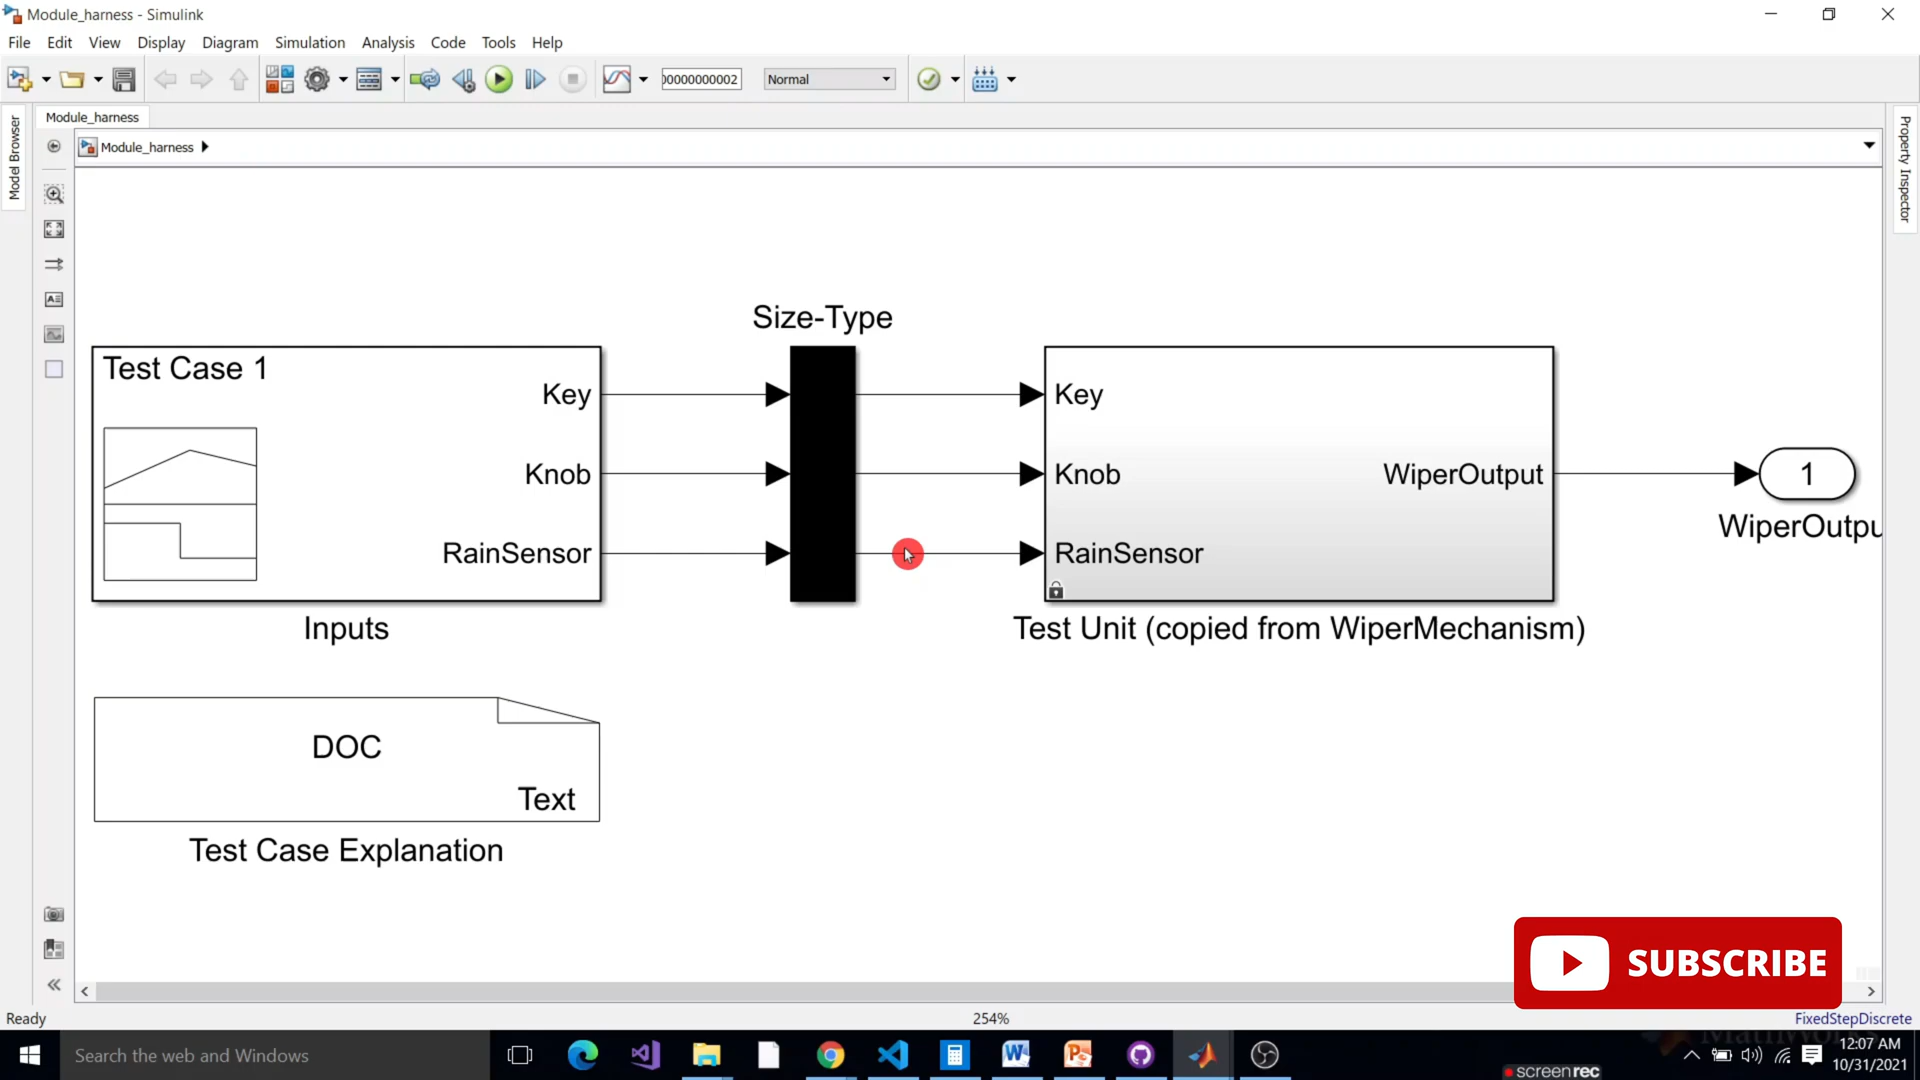 Module_harness - Simulink
File Edit View Display Diagram Simulation Analysis Code Tools Help
)0000000002
Normal
Module_harness
Module_harness
Model Browser
Property Inspector
Size-Type
Test Case 1
Key
Knob
RainSensor
Inputs
Key
Knob
RainSensor
WiperOutput
Test Unit (copied from WiperMechanism)
1
WiperOutpu
DOC
Text
Test Case Explanation
SUBSCRIBE
Ready
254%
FixedStepDiscrete
MathWorks
Search the web and Windows
12:07 AM
10/31/2021
screenrec